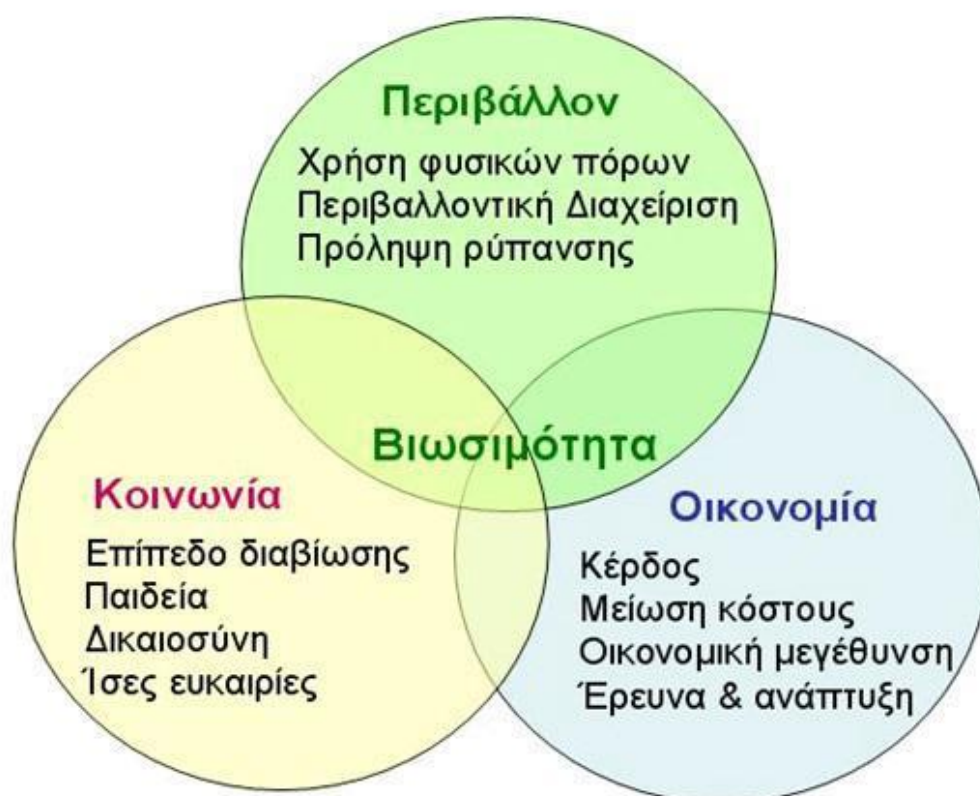 Περιβάλλον
Χρήση φυσικών πόρων
Περιβαλλοντική Διαχείριση
Πρόληψη ρύπανσης
Βιωσιμότητα
Κοινωνία
Επίπεδο διαβίωσης
Παιδεία
Δικαιοσύνη
Ίσες ευκαιρίες
Οικονομία
Κέρδος
Μείωση κόστους
Οικονομική μεγέθυνση
Έρευνα & ανάπτυξη